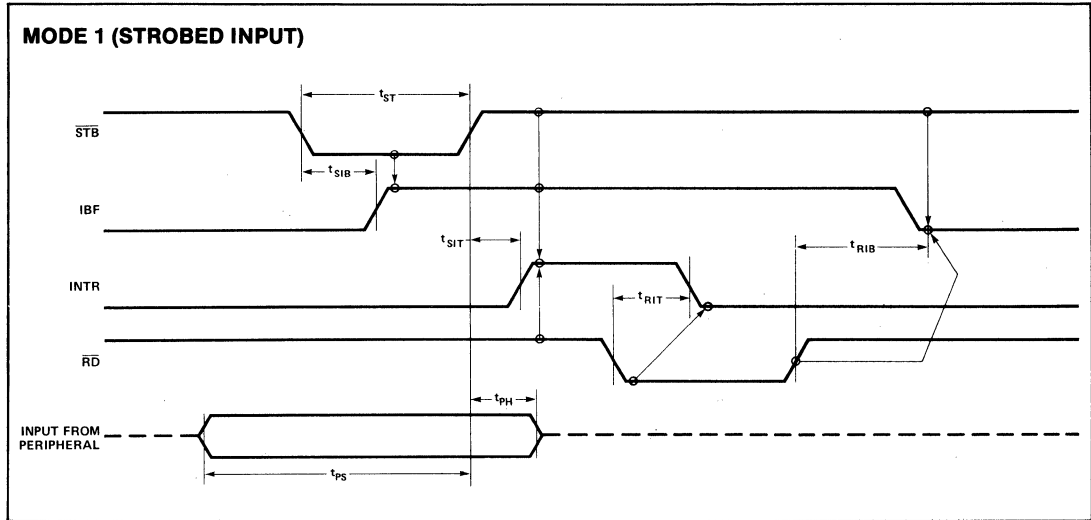 MODE 1 (STROBED INPUT)
tST
STB
tSIB
IBF
tSIT
tRIB
INTR
tRIT
RD
tPH
INPUT FROM
PERIPHERAL
tPS